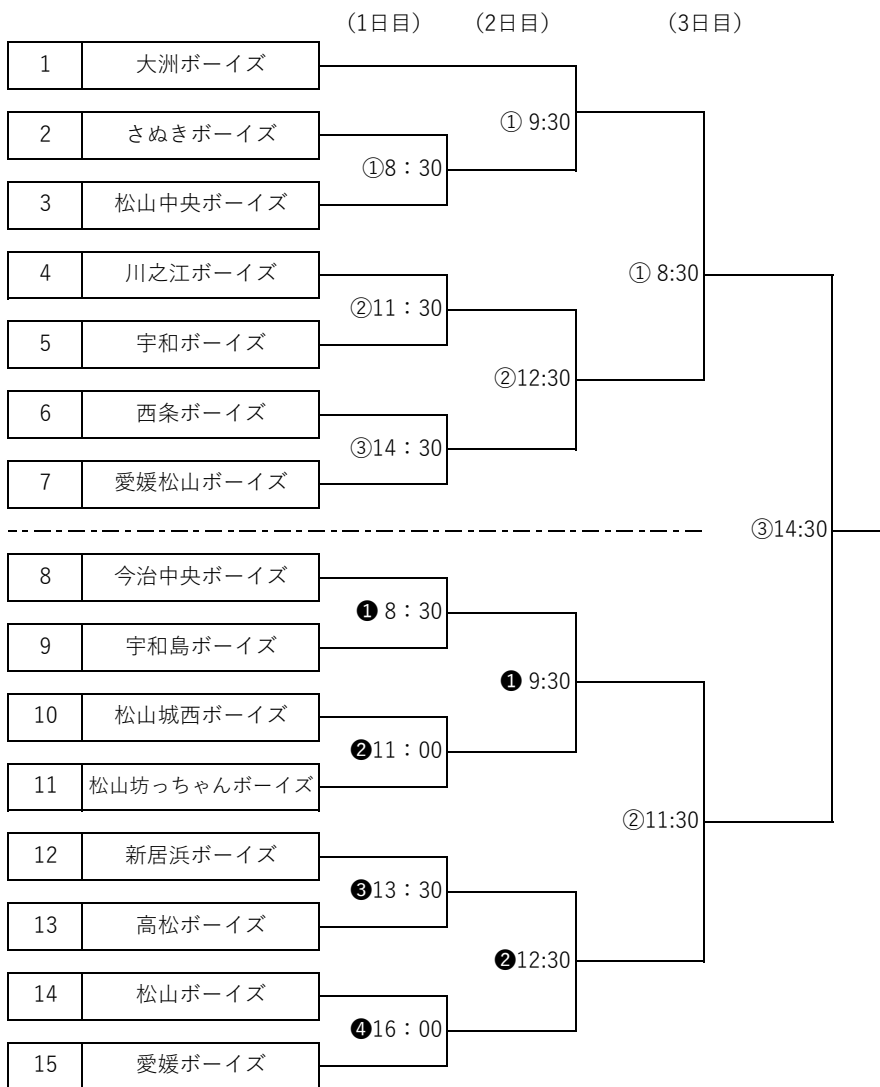 (1日目) (2日目) (3日目)
1 大洲ボーイズ
① 9:30
2 さぬきボーイズ
①8：30
3 松山中央ボーイズ
4 川之江ボーイズ
① 8:30
②11：30
5 宇和ボーイズ
②12:30
6 西条ボーイズ
③14：30
7 愛媛松山ボーイズ
③14:30
8 今治中央ボーイズ
❶ 8：30
9 宇和島ボーイズ
❶ 9:30
10 松山城西ボーイズ
❷11：00
11 松山坊っちゃんボーイズ
②11:30
12 新居浜ボーイズ
❸13：30
13 高松ボーイズ
❷12:30
14 松山ボーイズ
❹16：00
15 愛媛ボーイズ